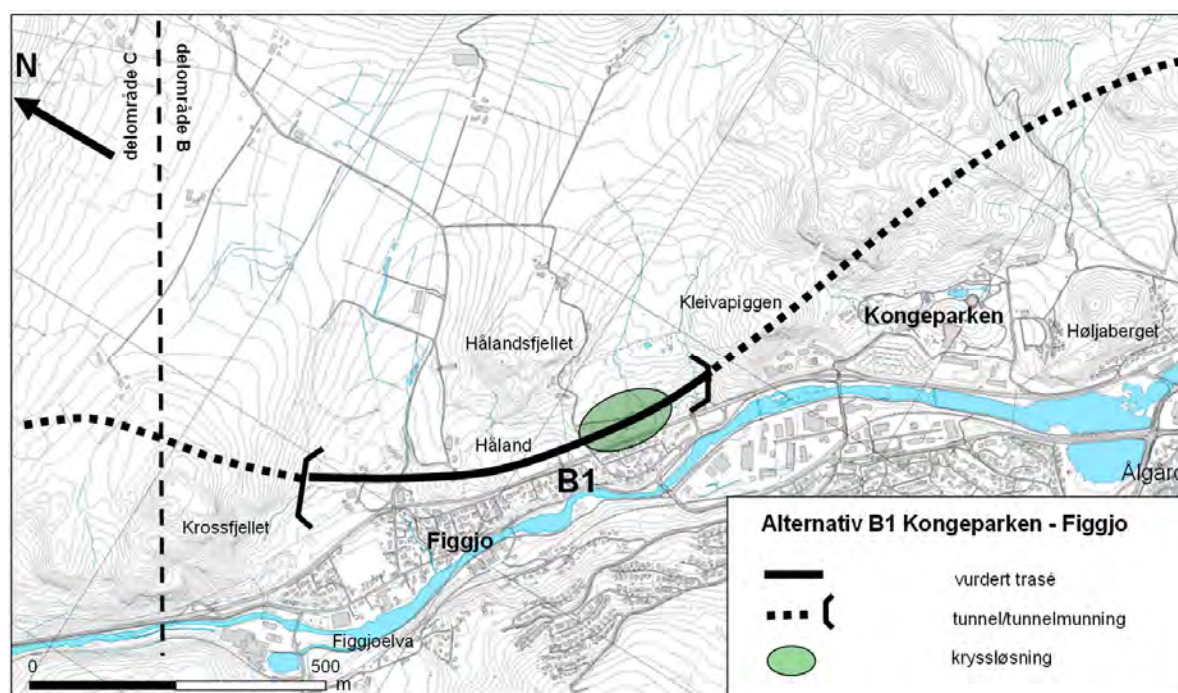 N
delområde C
delområde B
Kleivapiggen
Kongeparken
Høljaberget
Hålandsfjellet
Håland
B1
Krossfjellet
Figgjo
Ålgård
Figgjoelva
0 500
m
Alternativ B1 Kongeparken - Figgjo
vurdert trasè
tunnel/tunnelmunning
kryssløsning